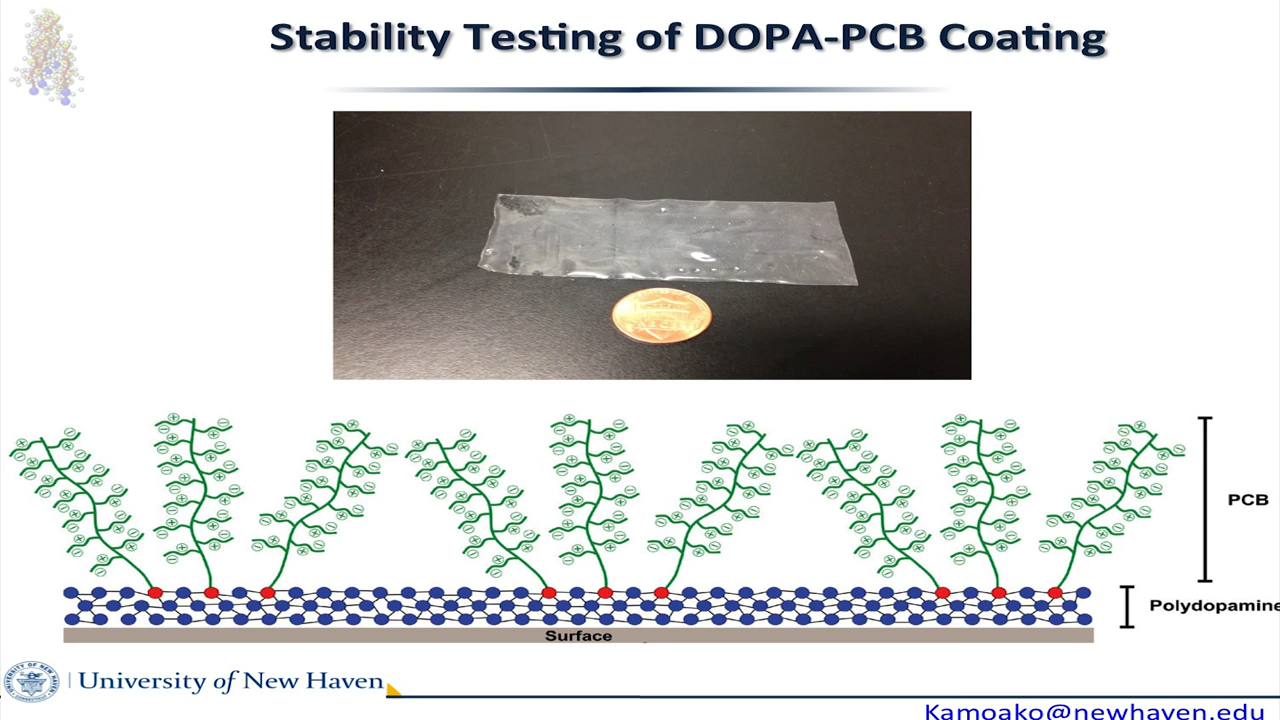 Stability Testing of DOPA-PCB Coating
PCB
Polydopamine
Surface
University of New Haven
Kamoako@newhaven.edu